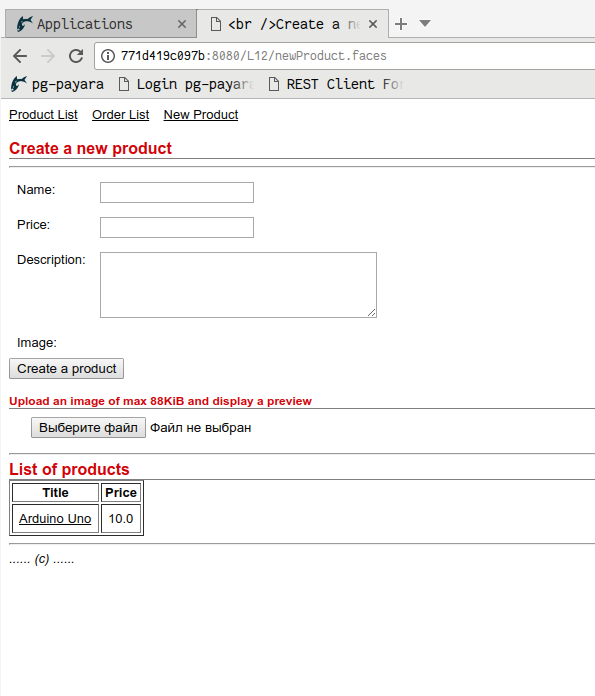 Applications
<br />Create a ne
771d419c097b:8080/L12/newProduct.faces
pg-payara Login pg-payara REST Client For
Product List Order List New Product
Create a new product
Name:
Price:
Description:
Image:
Create a product
Upload an image of max 88KiB and display a preview
Выберите файл Файл не выбран
List of products
Title Price
Arduino Uno 10.0
...... (c) ......